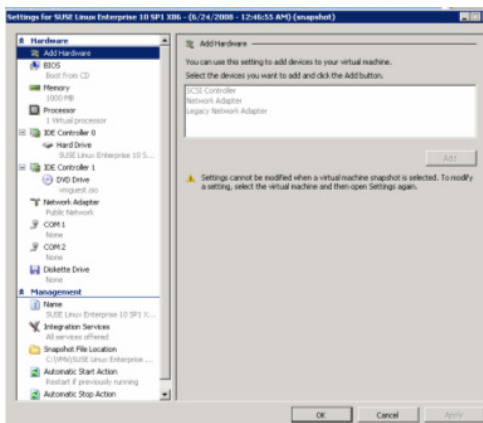 Settings for SUSE Linux Enterprise 10 SP1 X86 - (6/24/2008 - 12:46:55 AM) (snapshot)
Hardware
Add Hardware
BIOS
Boot from CD
Memory
1000 MB
Processor
1 Virtual processor
IDE Controller 0
Hard Drive
SUSE Linux Enterprise 10 S...
IDE Controller 1
DVD Drive
vmguest.iso
Network Adapter
Public Network
COM 1
None
COM 2
None
Diskette Drive
None
Management
Name
SUSE Linux Enterprise 10 SP1 X...
Integration Services
All services offered
Snapshot File Location
SUSE Linux Enterprise ...
Automatic Start Action
Restart if previously running
Automatic Stop Action
Add Hardware
You can use this setting to add devices to your virtual machine.
Select the devices you want to add and click the Add button.
SCSI Controller
Network Adapter
Legacy Network Adapter
Add
Settings cannot be modified when a virtual machine snapshot is selected. To modify
a setting, select the virtual machine and then open Settings again.
OK
Cancel
Apply